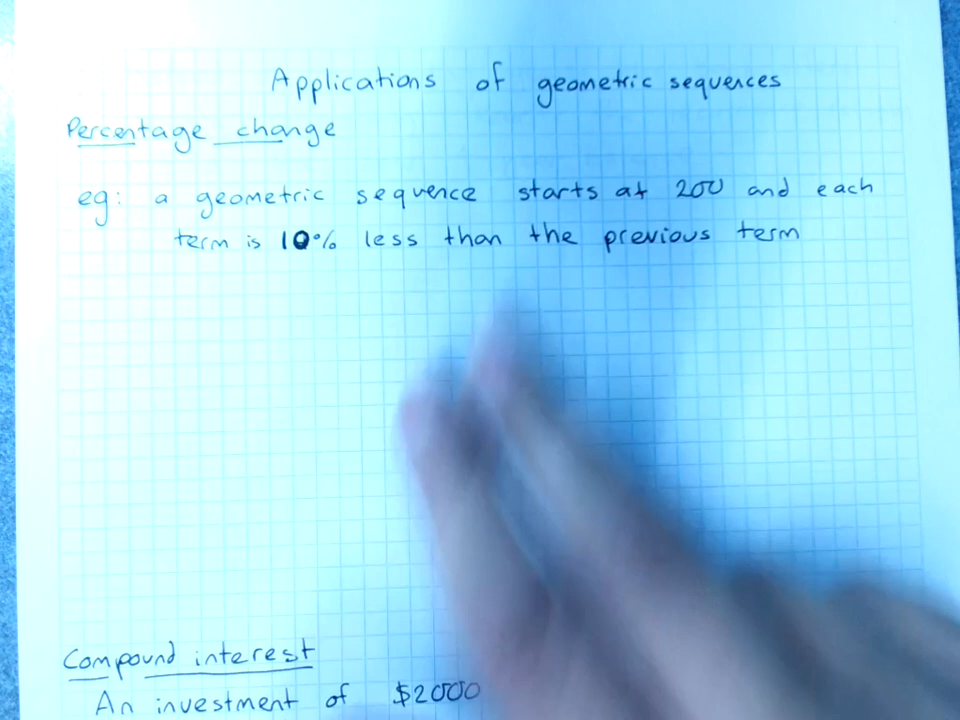 Applications of geometric sequences
Percentage change
eg: a geometric sequence starts at 200 and each
term is 10% less than the previous term
Compound interest
An investment of $2000